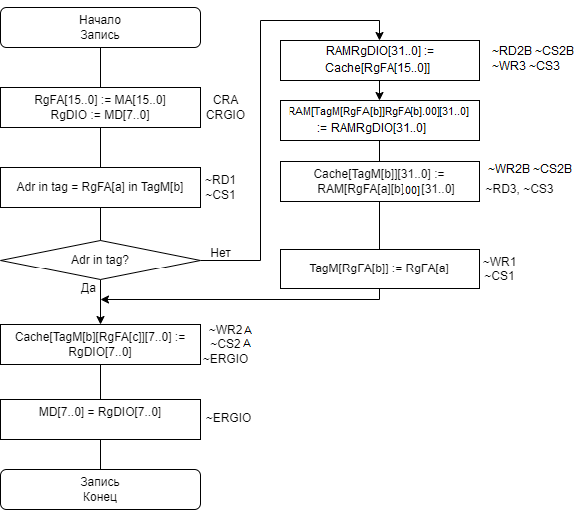 Начало
Запись
RgFA[15..0] := MA[15..0]
RgDIO := MD[7..0]
CRA
CRGIO
Adr in tag = RgFA[a] in TagM[b]
~RD1
~CS1
Adr in tag?
Нет
Да
RAMRgDIO[31..0] :=
Cache[RgFA[15..0]]
~RD2B ~CS2B
~WR3 ~CS3
RAM[TagM[RgFA[b]]RgFA[b].00][31..0]
:= RAMRgDIO[31..0]
Cache[TagM[b]][31..0] :=
RAM[RgFA[a][b].00][31..0]
~WR2B ~CS2B
~RD3, ~CS3
TagM[RgГA[b]] := RgГA[a]
~WR1
~CS1
Cache[TagM[b][RgFA[c]][7..0] :=
RgDIO[7..0]
~WR2A
~CS2A
~ERGIO
MD[7..0] = RgDIO[7..0]
~ERGIO
Запись
Конец